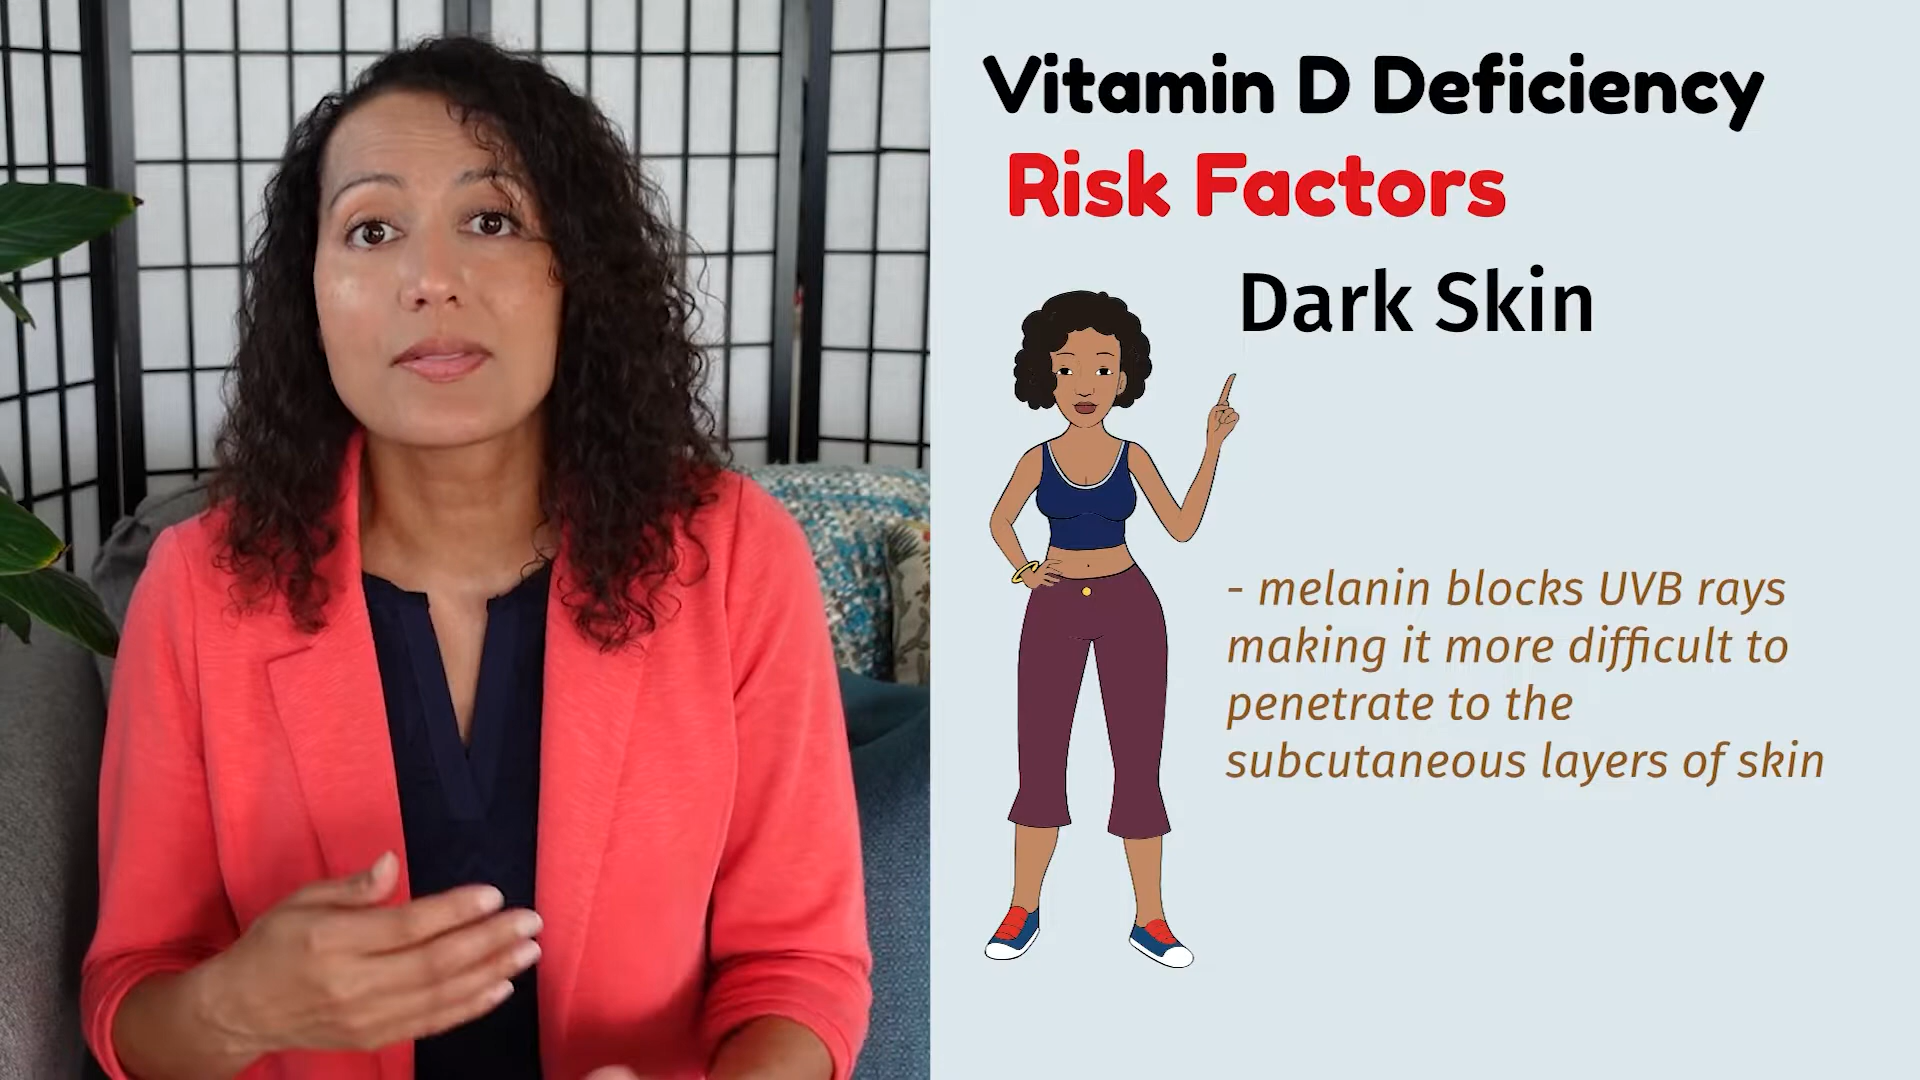 Vitamin D Deficiency
Risk Factors
Dark Skin
- melanin blocks UVB rays
making it more difficult to
penetrate to the
subcutaneous layers of skin